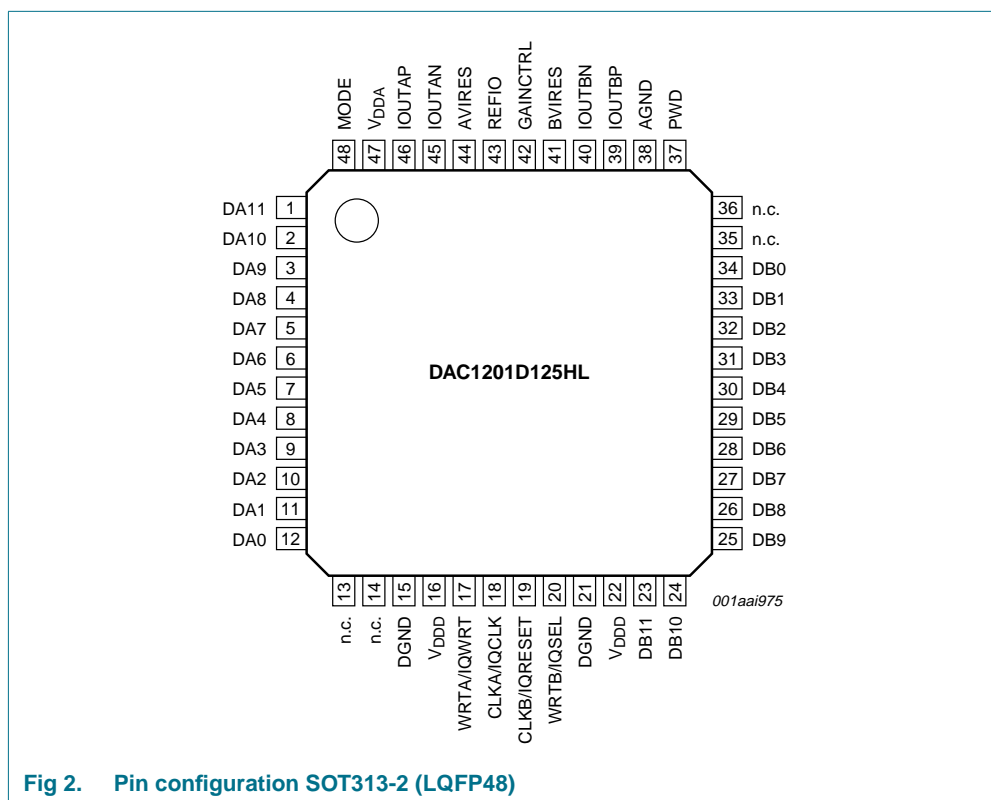 MODE
VDDA
IOUTAP
IOUTAN
AVIRES
REFIO
GAINCTRL
BVIRES
IOUTBN
IOUTBP
AGND
PWD
48
47
46
45
44
43
42
41
40
39
38
37
DA11 1
DA10 2
DA9 3
DA8 4
DA7 5
DA6 6
DA5 7
DA4 8
DA3 9
DA2 10
DA1 11
DA0 12
DAC1201D125HL
36 n.c.
35 n.c.
34 DB0
33 DB1
32 DB2
31 DB3
30 DB4
29 DB5
28 DB6
27 DB7
26 DB8
25 DB9
13
14
15
16
17
18
19
20
21
22
23
24
n.c.
n.c.
DGND
VDDD
WRTA/IQWRT
CLKA/IQCLK
CLKB/IQRESET
WRTB/IQSEL
DGND
VDDD
DB11
DB10
001aai975
Fig 2. Pin configuration SOT313-2 (LQFP48)